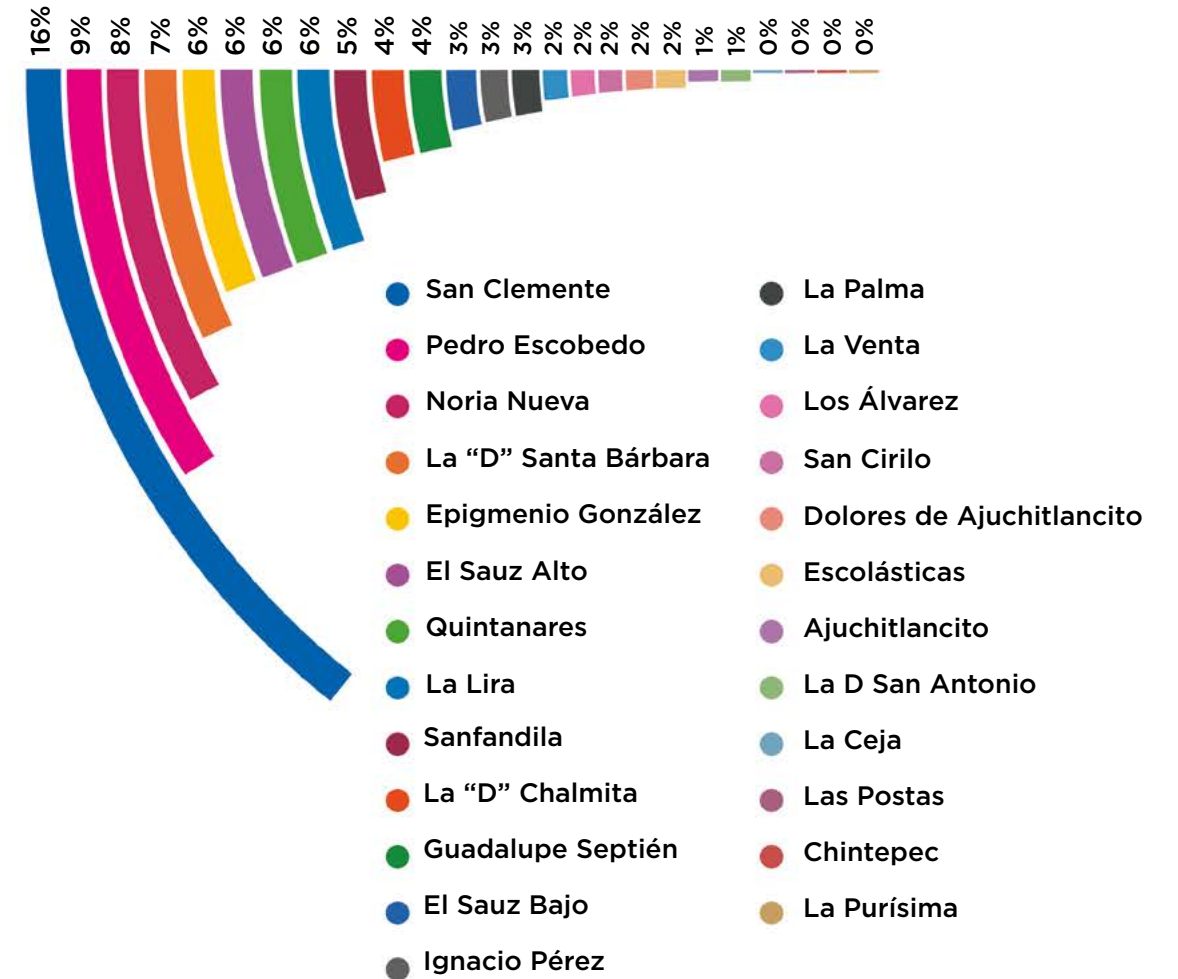 16%
9%
8%
7%
6%
6%
6%
6%
5%
4%
4%
3%
3%
3%
2%
2%
2%
2%
2%
1%
1%
0%
0%
0%
0%
San Clemente
Pedro Escobedo
Noria Nueva
La “D” Santa Bárbara
Epigmenio González
El Sauz Alto
Quintanares
La Lira
Sanfandila
La “D” Chalmita
Guadalupe Septién
El Sauz Bajo
Ignacio Pérez
La Palma
La Venta
Los Álvarez
San Cirilo
Dolores de Ajuchitlancito
Escolásticas
Ajuchitlancito
La D San Antonio
La Ceja
Las Postas
Chintepec
La Purísima